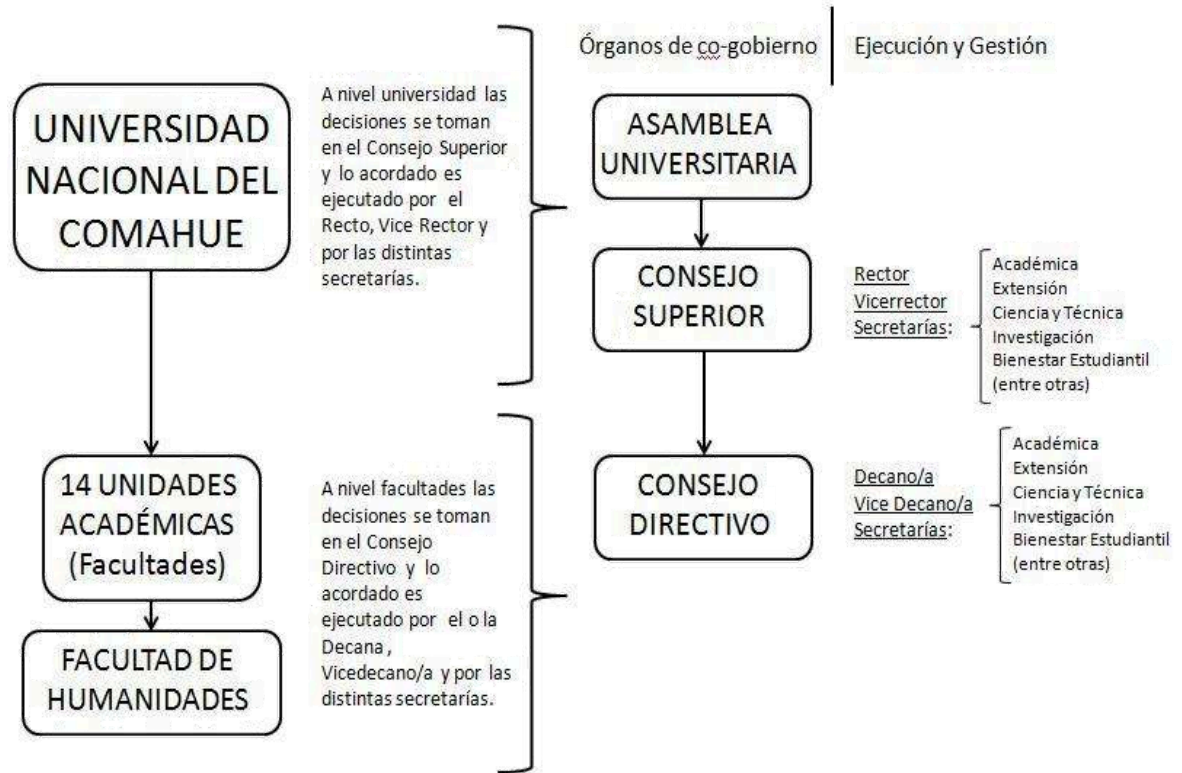 UNIVERSIDAD
NACIONAL DEL
COMAHUE
14 UNIDADES
ACADÉMICAS
(Facultades)
FACULTAD DE
HUMANIDADES
A nivel universidad las
decisiones se toman
en el Consejo Superior
y lo acordado es
ejecutado por el
Recto, Vice Rector y
por las distintas
secretarías.
A nivel facultades las
decisiones se toman
en el Consejo
Directivo y lo
acordado es
ejecutado por el o la
Decana ,
Vicedecano/a y por las
distintas secretarías.
Órganos de co-gobierno
ASAMBLEA
UNIVERSITARIA
CONSEJO
SUPERIOR
CONSEJO
DIRECTIVO
Ejecución y Gestión
Rector
Vicerrector
Secretarías:
Académica
Extensión
Ciencia y Técnica
Investigación
Bienestar Estudiantil
(entre otras)
Decano/a
Vice Decano/a
Secretarías:
Académica
Extensión
Ciencia y Técnica
Investigación
Bienestar Estudiantil
(entre otras)